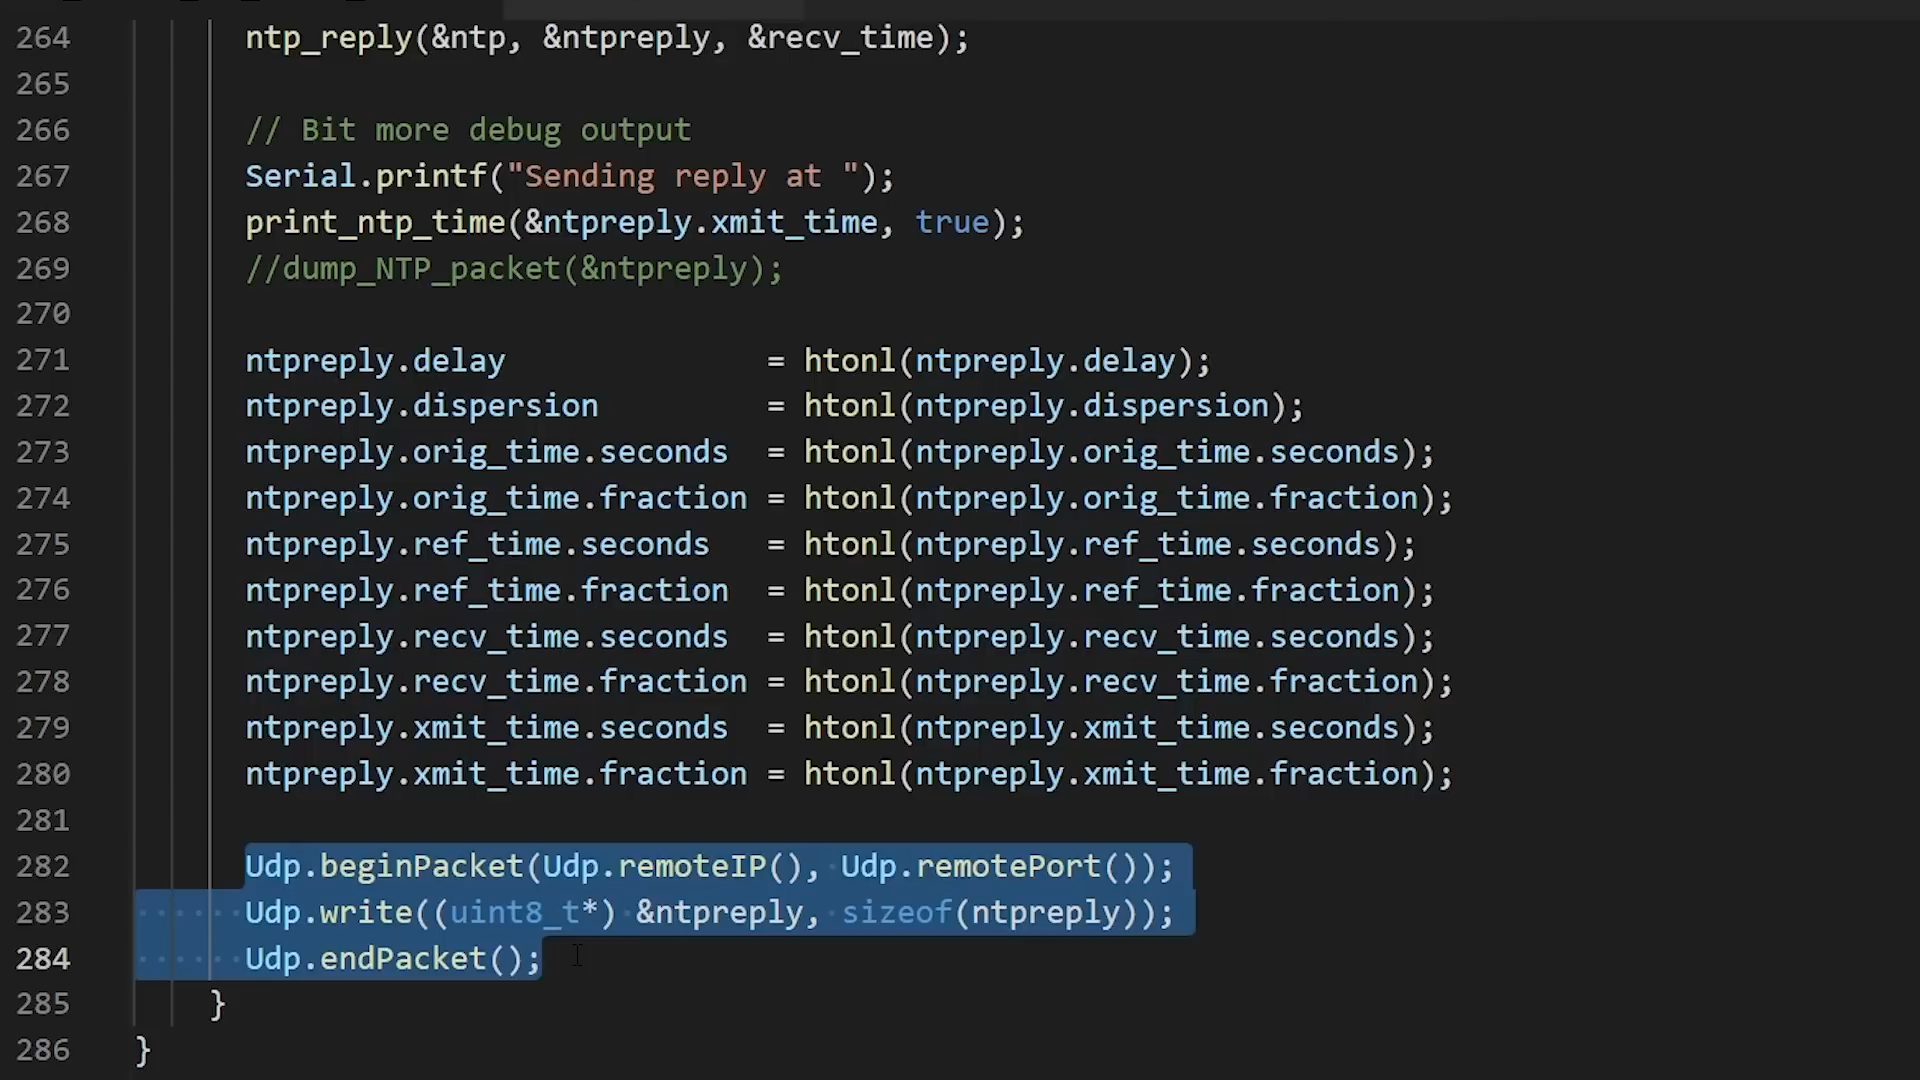 264 ntp_reply(&ntp, &ntpreply, &recv_time);
265
266 // Bit more debug output
267 Serial.printf("Sending reply at ");
268 print_ntp_time(&ntpreply.xmit_time, true);
269 //dump_NTP_packet(&ntpreply);
270
271 ntpreply.delay = htonl(ntpreply.delay);
272 ntpreply.dispersion = htonl(ntpreply.dispersion);
273 ntpreply.orig_time.seconds = htonl(ntpreply.orig_time.seconds);
274 ntpreply.orig_time.fraction = htonl(ntpreply.orig_time.fraction);
275 ntpreply.ref_time.seconds = htonl(ntpreply.ref_time.seconds);
276 ntpreply.ref_time.fraction = htonl(ntpreply.ref_time.fraction);
277 ntpreply.recv_time.seconds = htonl(ntpreply.recv_time.seconds);
278 ntpreply.recv_time.fraction = htonl(ntpreply.recv_time.fraction);
279 ntpreply.xmit_time.seconds = htonl(ntpreply.xmit_time.seconds);
280 ntpreply.xmit_time.fraction = htonl(ntpreply.xmit_time.fraction);
281
282 Udp.beginPacket(Udp.remoteIP(), Udp.remotePort());
283 Udp.write((uint8_t*) &ntpreply, sizeof(ntpreply));
284 Udp.endPacket();
285 }
286 }